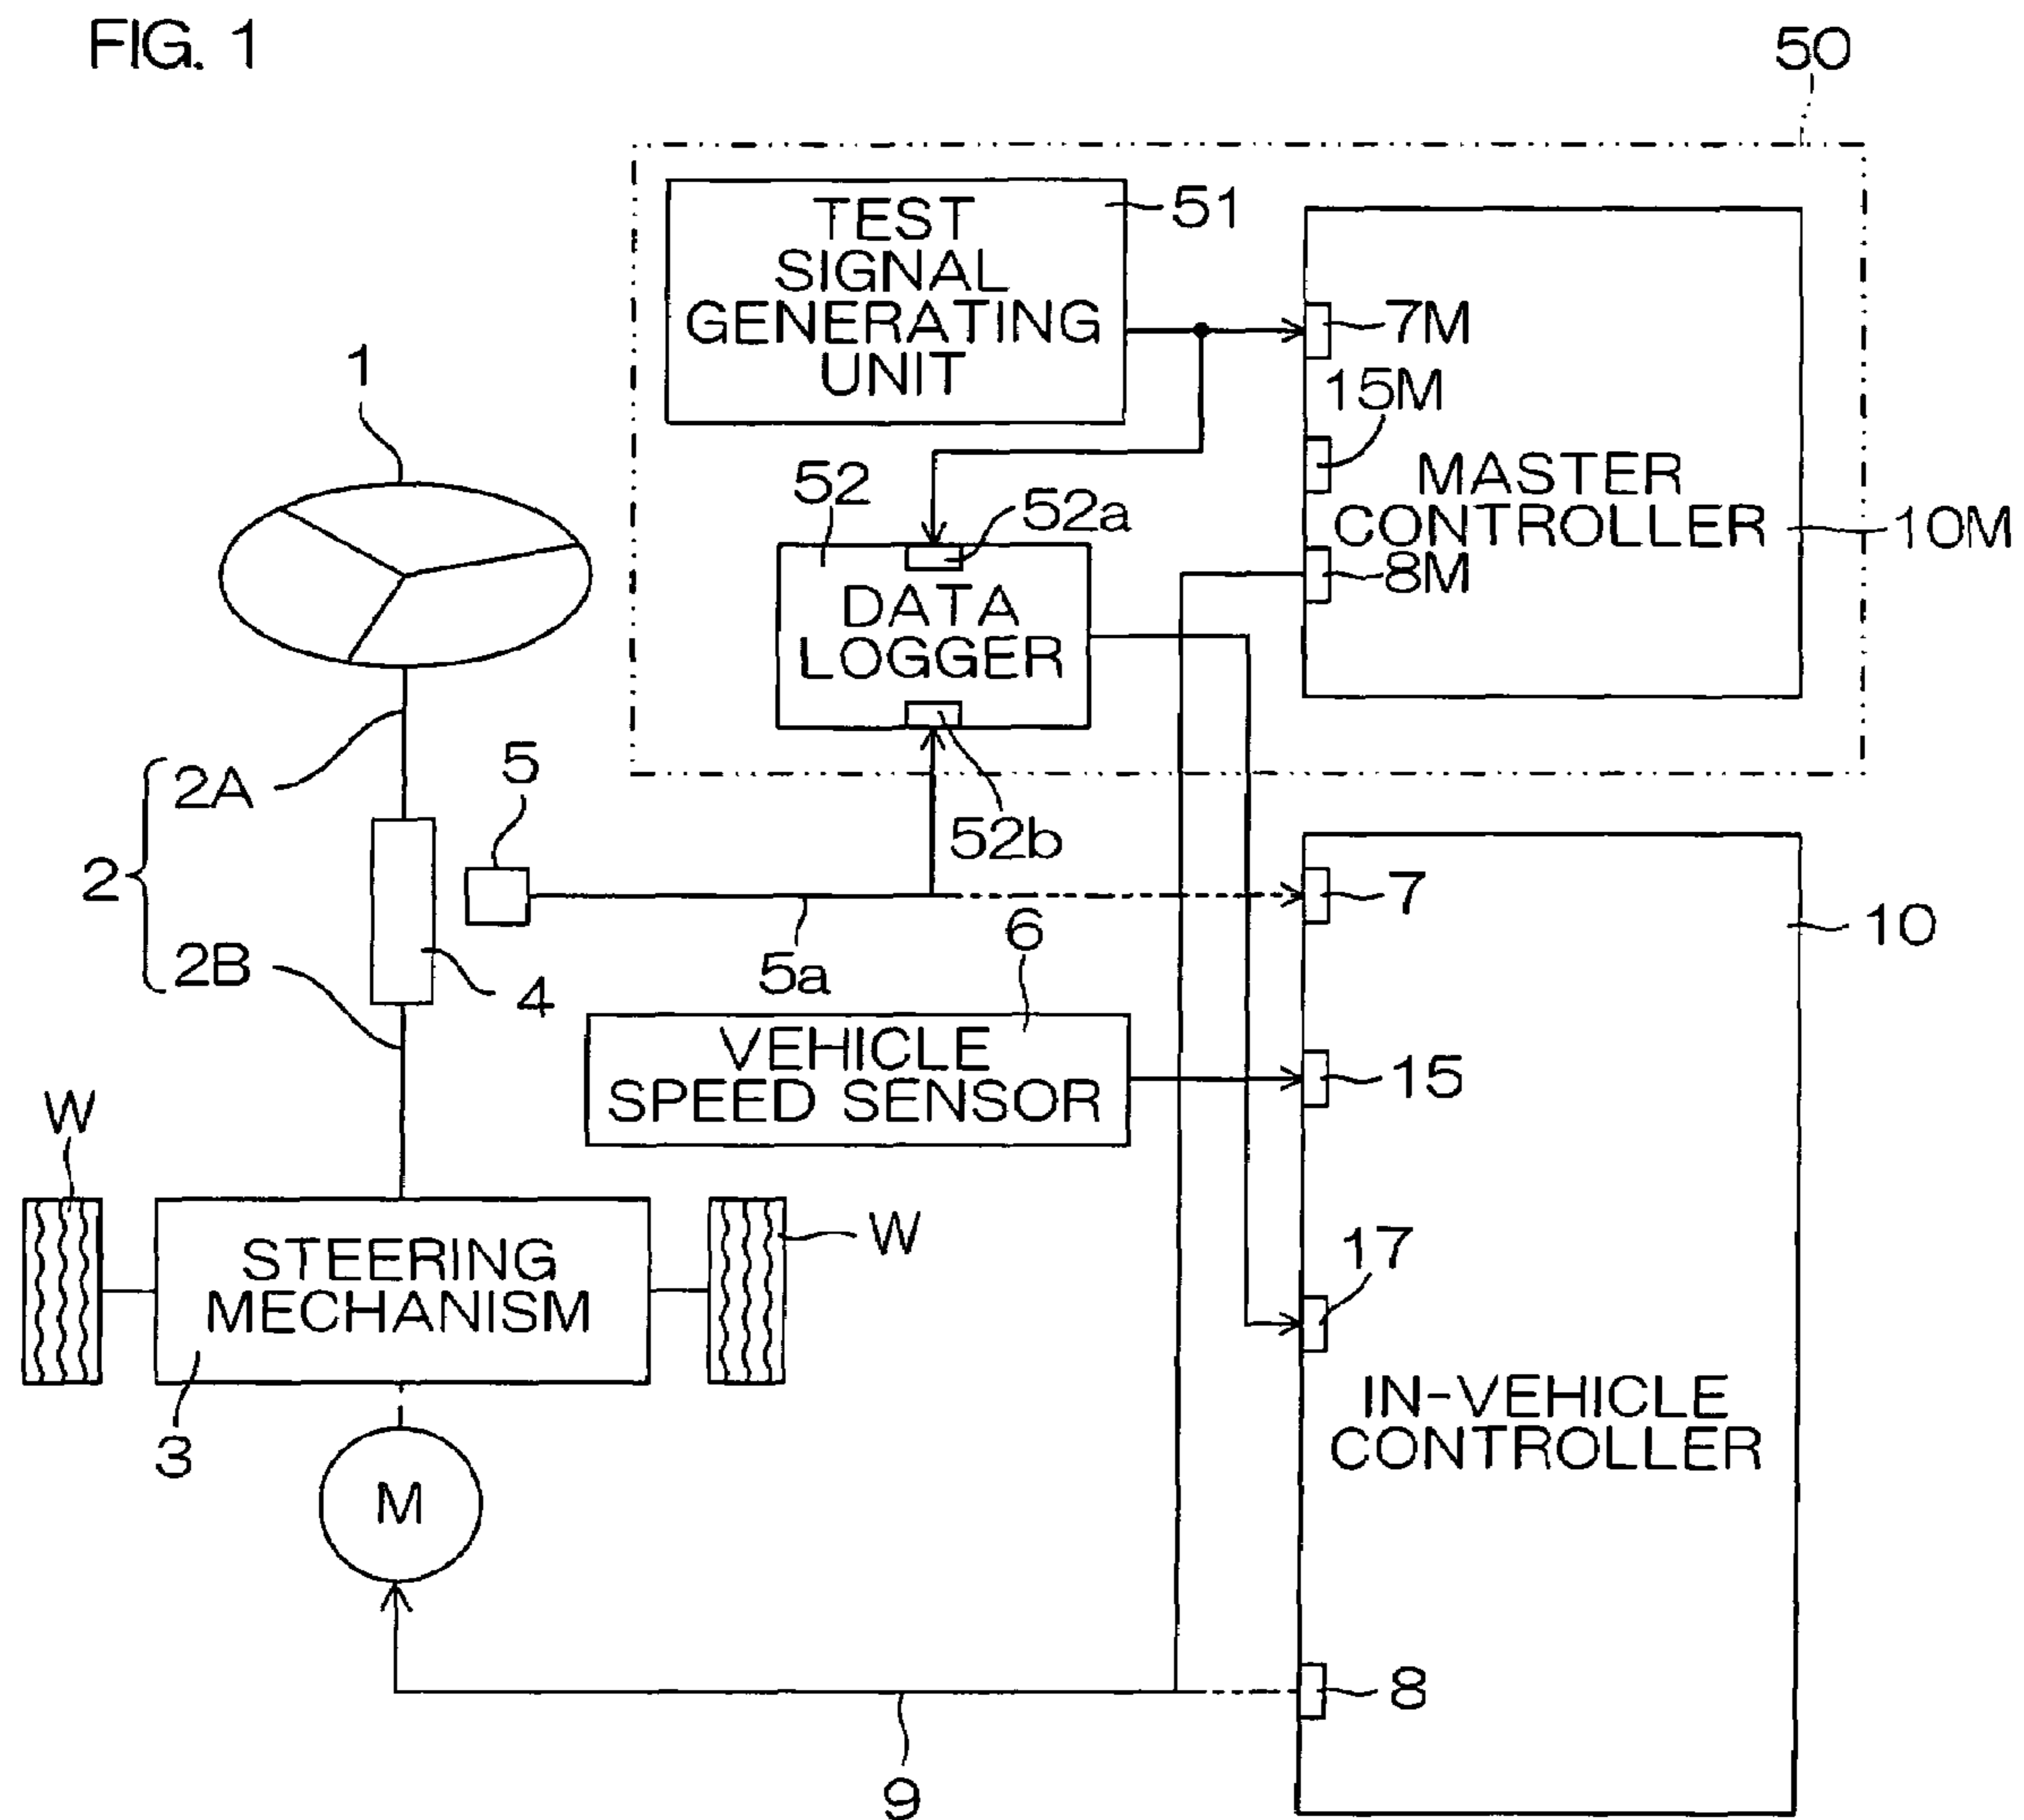 FIG. 1
50
TEST
SIGNAL
GENERATING
UNIT
51
7M
15M
MASTER
CONTROLLER
10M
8M
1
52
52a
DATA
LOGGER
52b
2A
2
2B
5
4
5a
6
7
10
VEHICLE
SPEED SENSOR
15
W
W
STEERING
MECHANISM
17
3
IN-VEHICLE
CONTROLLER
M
8
9